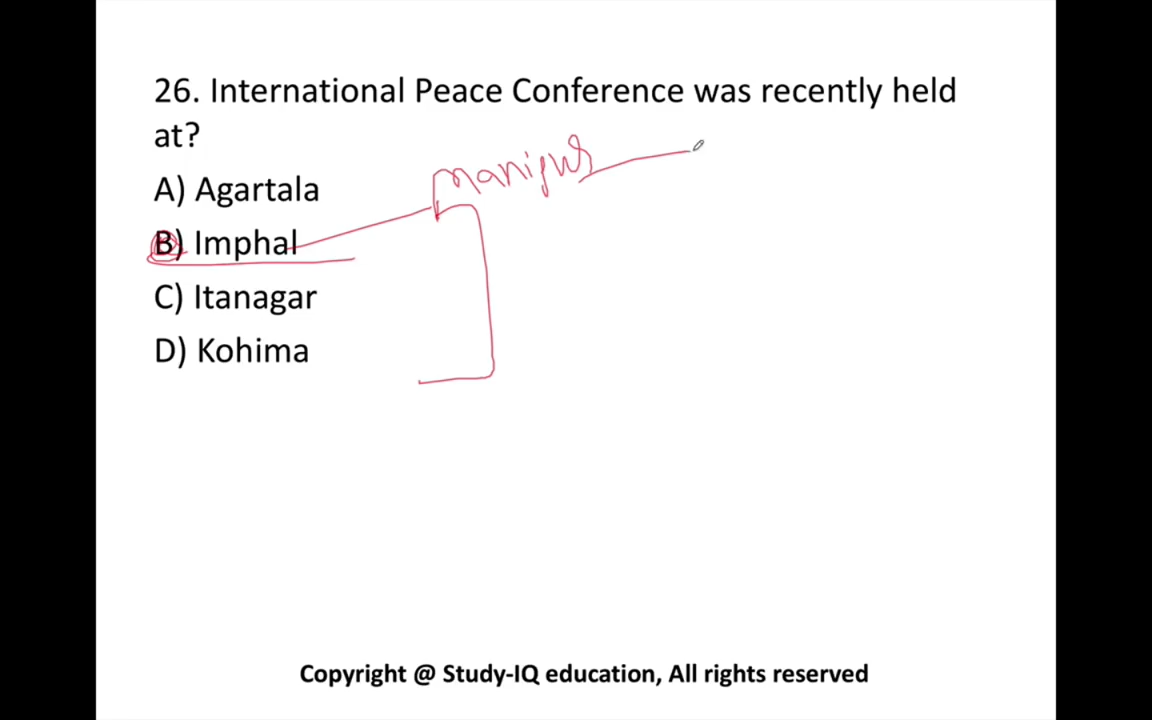 26. International Peace Conference was recently held
at?
Manipur
A) Agartala
B) Imphal
C) Itanagar
D) Kohima
Copyright @ Study-IQ education, All rights reserved